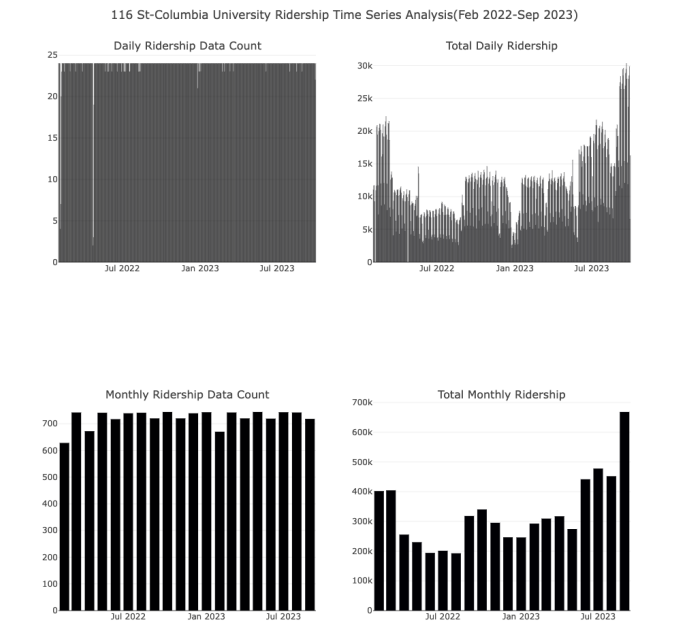 116 St-Columbia University Ridership Time Series Analysis(Feb 2022-Sep 2023)
Daily Ridership Data Count
25
20
15
10
5
0
Jul 2022 Jan 2023 Jul 2023
Total Daily Ridership
30k
25k
20k
15k
10k
5k
0
Jul 2022 Jan 2023 Jul 2023
Monthly Ridership Data Count
700
600
500
400
300
200
100
0
Jul 2022 Jan 2023 Jul 2023
Total Monthly Ridership
700k
600k
500k
400k
300k
200k
100k
0
Jul 2022 Jan 2023 Jul 2023